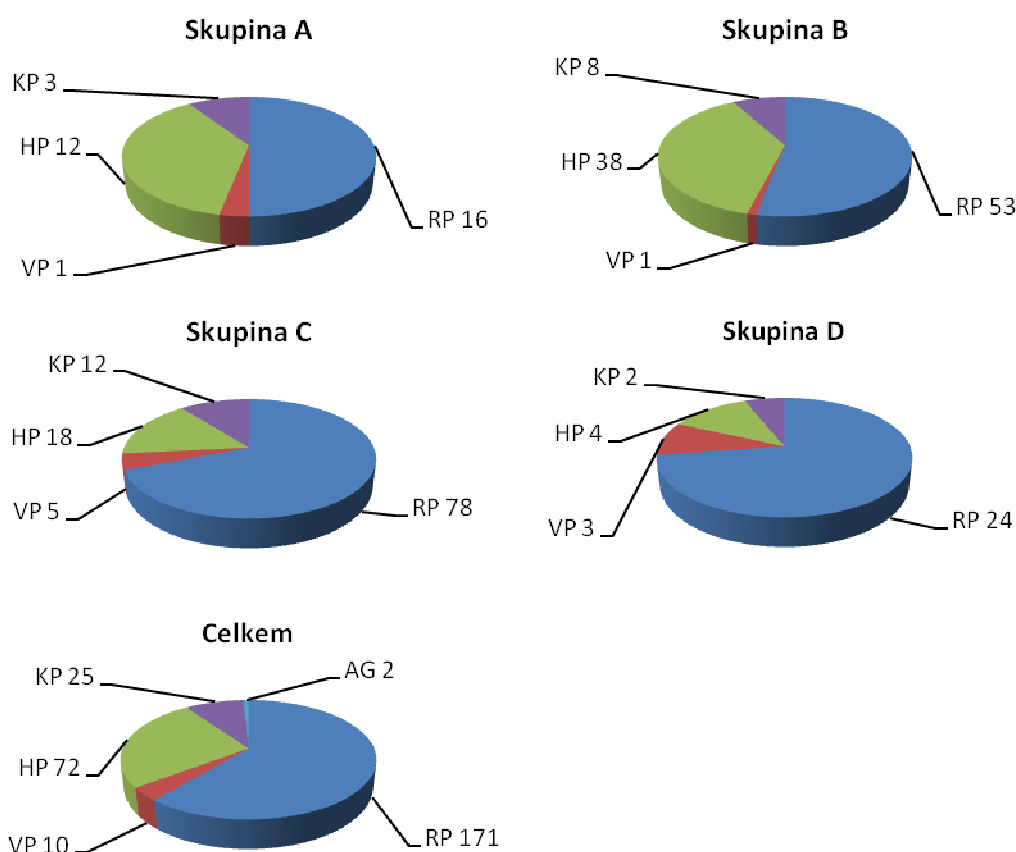 Skupina A
KP 3
HP 12
RP 16
VP 1
Skupina B
KP 8
HP 38
RP 53
VP 1
Skupina C
KP 12
HP 18
VP 5
RP 78
Skupina D
KP 2
HP 4
VP 3
RP 24
Celkem
KP 25
AG 2
HP 72
VP 10
RP 171